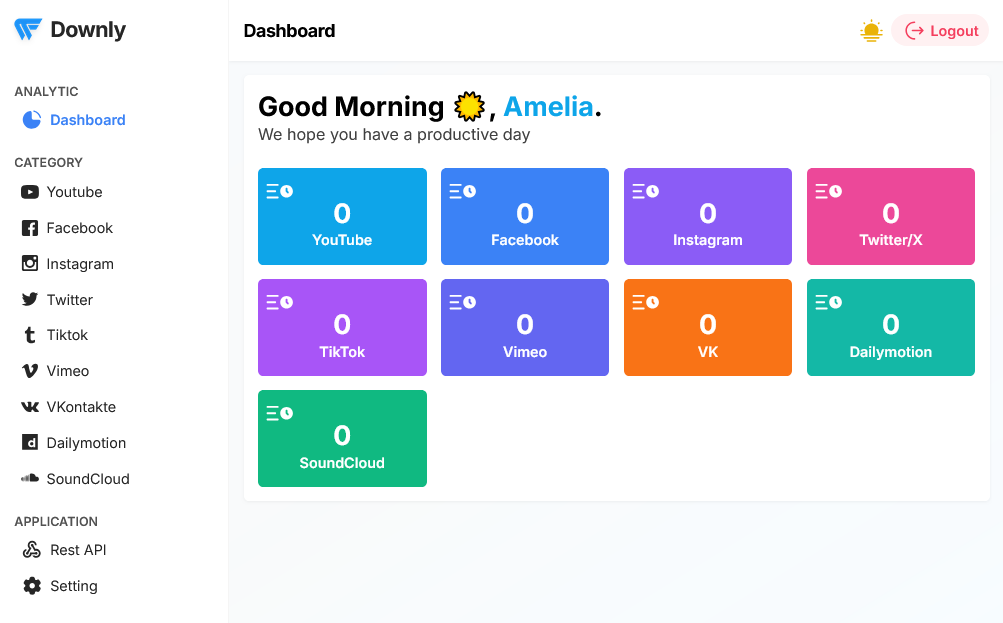 Downly
Dashboard
Logout
ANALYTIC
Dashboard
CATEGORY
Youtube
Facebook
Instagram
Twitter
Tiktok
Vimeo
VKontakte
Dailymotion
SoundCloud
APPLICATION
Rest API
Setting
Good Morning , Amelia.
We hope you have a productive day
0
YouTube
0
Facebook
0
Instagram
0
Twitter/X
0
TikTok
0
Vimeo
0
VK
0
Dailymotion
0
SoundCloud